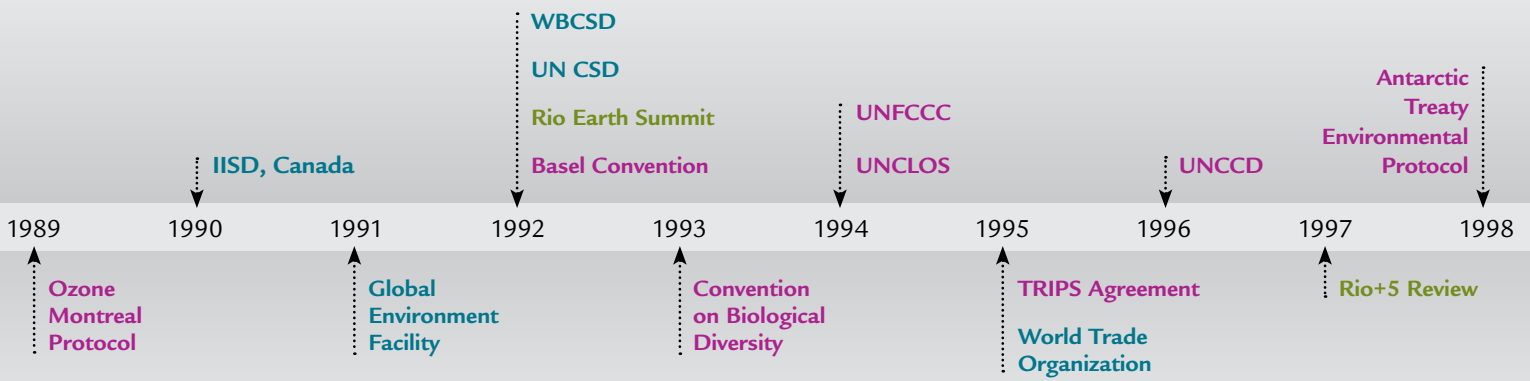 WBCSD
UN CSD
Rio Earth Summit
Basel Convention
IISD, Canada
UNFCCC
UNCLOS
UNCCD
Antarctic
Treaty
Environmental
Protocol
1989 1990 1991 1992 1993 1994 1995 1996 1997 1998
Ozone
Montreal
Protocol
Global
Environment
Facility
Convention
on Biological
Diversity
TRIPS Agreement
World Trade
Organization
Rio+5 Review